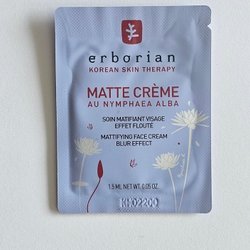 erborian
KOREAN SKIN THERAPY
MATTE CRÈME
AU NYMPHAEA ALBA
SOIN MATIFIANT VISAGE
EFFET FLOUTÉ
MATTIFYING FACE CREAM
BLUR EFFECT
1.5 ML NET WT. 0.05 OZ.